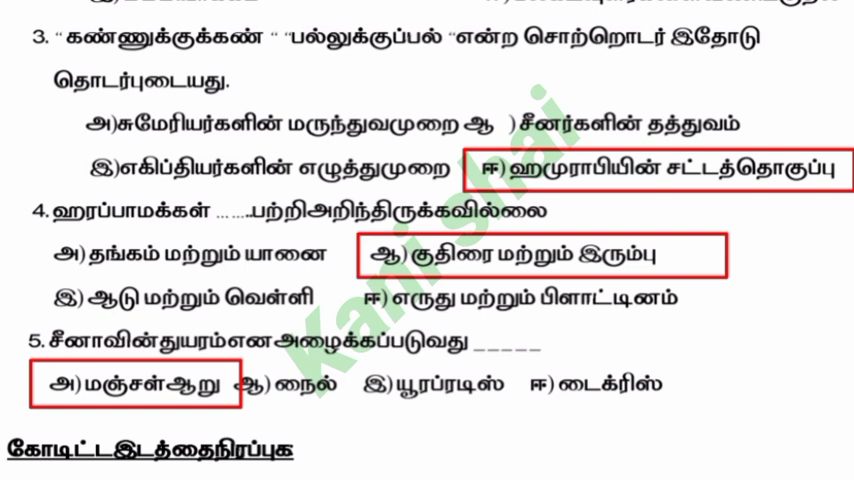 3. " கண்ணுக்குக்கண் " "பல்லுக்குப்பல் "என்ற சொற்றொடர் இதோடு
தொடர்புடையது.
அ)சுமேரியர்களின் மருந்துவமுறை ஆ )சீனர்களின் தத்துவம்
இ)எகிப்தியர்களின் எழுத்துமுறை ஈ)ஹமுராபியின் சட்டத்தொகுப்பு
4. ஹரப்பாமக்கள் ... ....பற்றிஅறிந்திருக்கவில்லை
அ) தங்கம் மற்றும் யானை ஆ) குதிரை மற்றும் இரும்பு
இ) ஆடு மற்றும் வெள்ளி ஈ) எருது மற்றும் பிளாட்டினம்
5. சீனாவின்துயரம்என அழைக்கப்படுவது _____
அ) மஞ்சள்ஆறு ஆ) நைல் இ) யூரப்ரடிஸ் ஈ) டைக்ரிஸ்
கோடிட்டஇடத்தைநிரப்புக
Kani shai